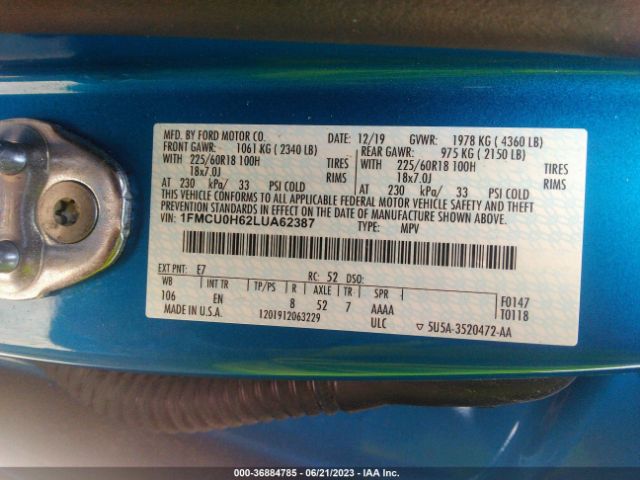 MFD. BY FORD MOTOR CO. DATE: 12/19 GVWR: 1978 KG ( 4360 LB)
FRONT GAWR: 1061 KG ( 2340 LB) REAR GAWR: 975 KG ( 2150 LB)
WITH 225/60R18 100H TIRES WITH 225/60R18 100H TIRES
18x7.0J RIMS 18x7.0J RIMS
AT 230 kPa/ 33 PSI COLD AT 230 kPa/ 33 PSI COLD
THIS VEHICLE CONFORMS TO ALL APPLICABLE FEDERAL MOTOR VEHICLE SAFETY AND THEFT
PREVENTION STANDARDS IN EFFECT ON THE DATE OF MANUFACTURE SHOWN ABOVE.
VIN: 1FMCU0H62LUA62387 TYPE: MPV
EXT PNT: E7 RC: 52 DSO:
WB INT TR TP/PS R AXLE TR SPR F0147
106 EN 8 52 7 AAAA T0118
MADE IN U.S.A. 1201912063229 ULC ▽ 5U5A-3520472-AA
000-36884785 - 06/21/2023 - IAA Inc.